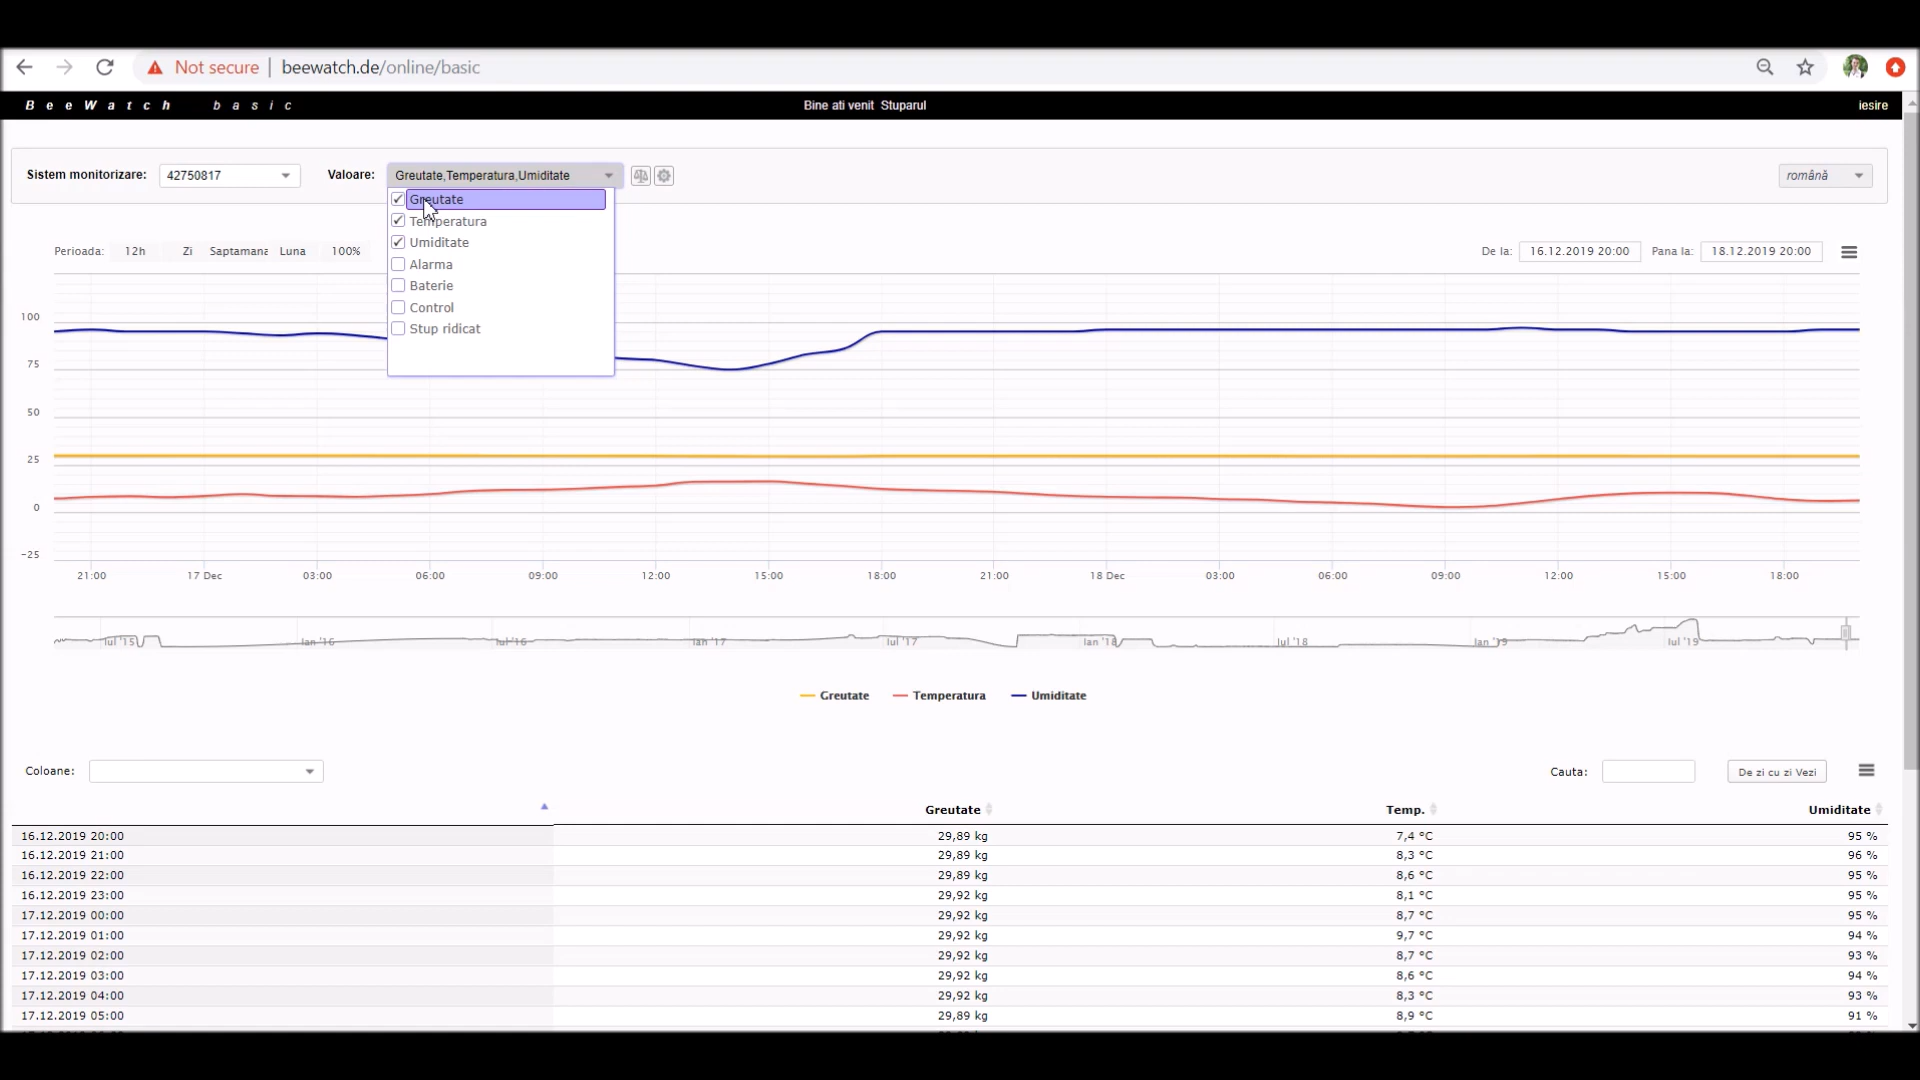 Not secure | beewatch.de/online/basic
BeeWatch basic
Bine ati venit Stuparul
iesire
Sistem monitorizare: 42750817 Valoare: Greutate,Temperatura,Umiditate
română
Greutate
Temperatura
Umiditate
Alarma
Baterie
Control
Stup ridicat
Perioada: 12h Zi Saptamana Luna 100%
De la: 16.12.2019 20:00 Pana la: 18.12.2019 20:00
100
75
50
25
0
-25
21:00 17 Dec 03:00 06:00 09:00 12:00 15:00 18:00 21:00 18 Dec 03:00 06:00 09:00 12:00 15:00 18:00
Iul '15 Ian '16 Iul '16 Ian '17 Iul '17 Ian '18 Iul '18 Ian '19 Iul '19
Greutate Temperatura Umiditate
Coloane:
Cauta: De zi cu zi Vezi
Greutate Temp. Umiditate
16.12.2019 20:00 29,89 kg 7,4 °C 95 %
16.12.2019 21:00 29,89 kg 8,3 °C 96 %
16.12.2019 22:00 29,89 kg 8,6 °C 95 %
16.12.2019 23:00 29,92 kg 8,1 °C 95 %
17.12.2019 00:00 29,92 kg 8,7 °C 95 %
17.12.2019 01:00 29,92 kg 9,7 °C 94 %
17.12.2019 02:00 29,92 kg 8,7 °C 93 %
17.12.2019 03:00 29,92 kg 8,6 °C 94 %
17.12.2019 04:00 29,92 kg 8,3 °C 93 %
17.12.2019 05:00 29,89 kg 8,9 °C 91 %